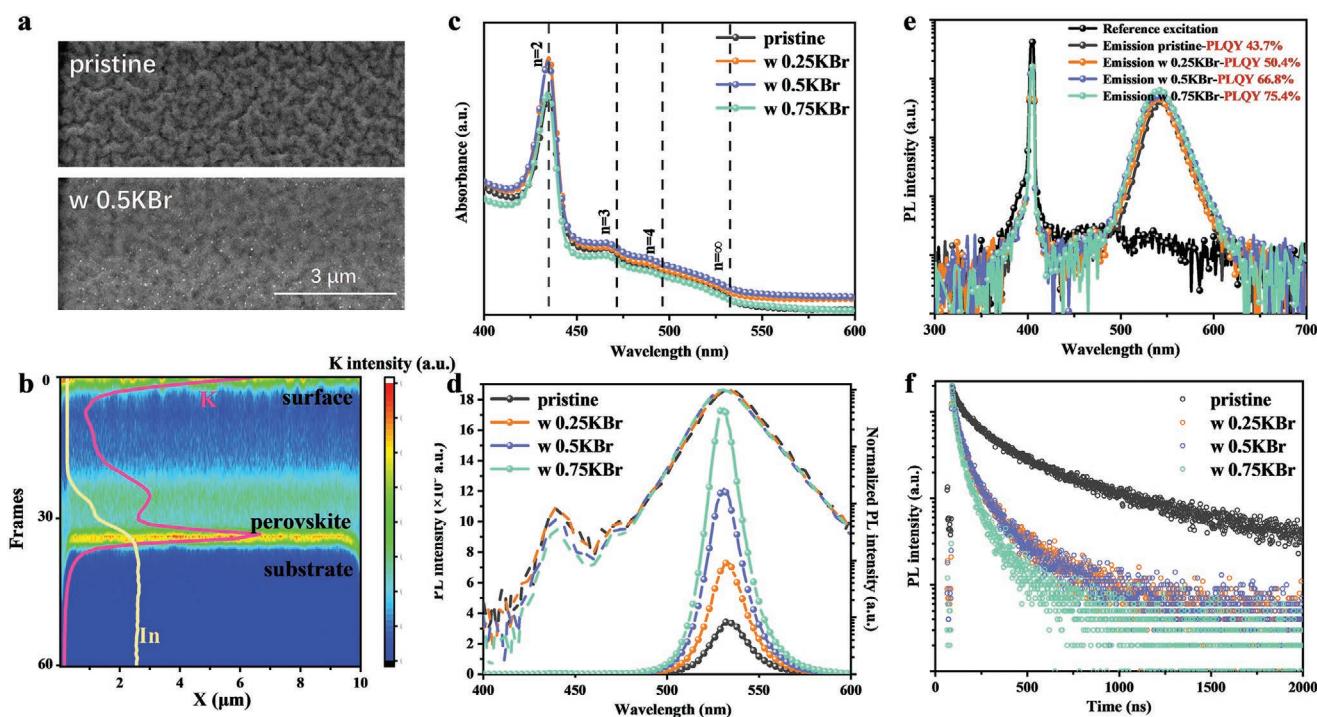 a
pristine
w 0.5KBr
3 μm
b
K intensity (a.u.)
0
30
60
Frames
K
surface
perovskite
substrate
In
2
4
6
8
10
X (μm)
c
n=2
n=3
n=4
n=∞
pristine
w 0.25KBr
w 0.5KBr
w 0.75KBr
Absorbance (a.u.)
400
450
500
550
600
Wavelength (nm)
d
pristine
w 0.25KBr
w 0.5KBr
w 0.75KBr
18
16
14
12
10
8
6
4
2
0
Normalized PL intensity (a.u.)
400
450
500
550
600
Wavelength (nm)
e
Reference excitation
Emission pristine-PLQY 43.7%
Emission w 0.25KBr-PLQY 50.4%
Emission w 0.5KBr-PLQY 66.8%
Emission w 0.75KBr-PLQY 75.4%
PL intensity (a.u.)
300
400
500
600
700
Wavelength (nm)
f
pristine
w 0.25KBr
w 0.5KBr
w 0.75KBr
PL intensity (a.u.)
0
500
1000
1500
2000
Time (ns)